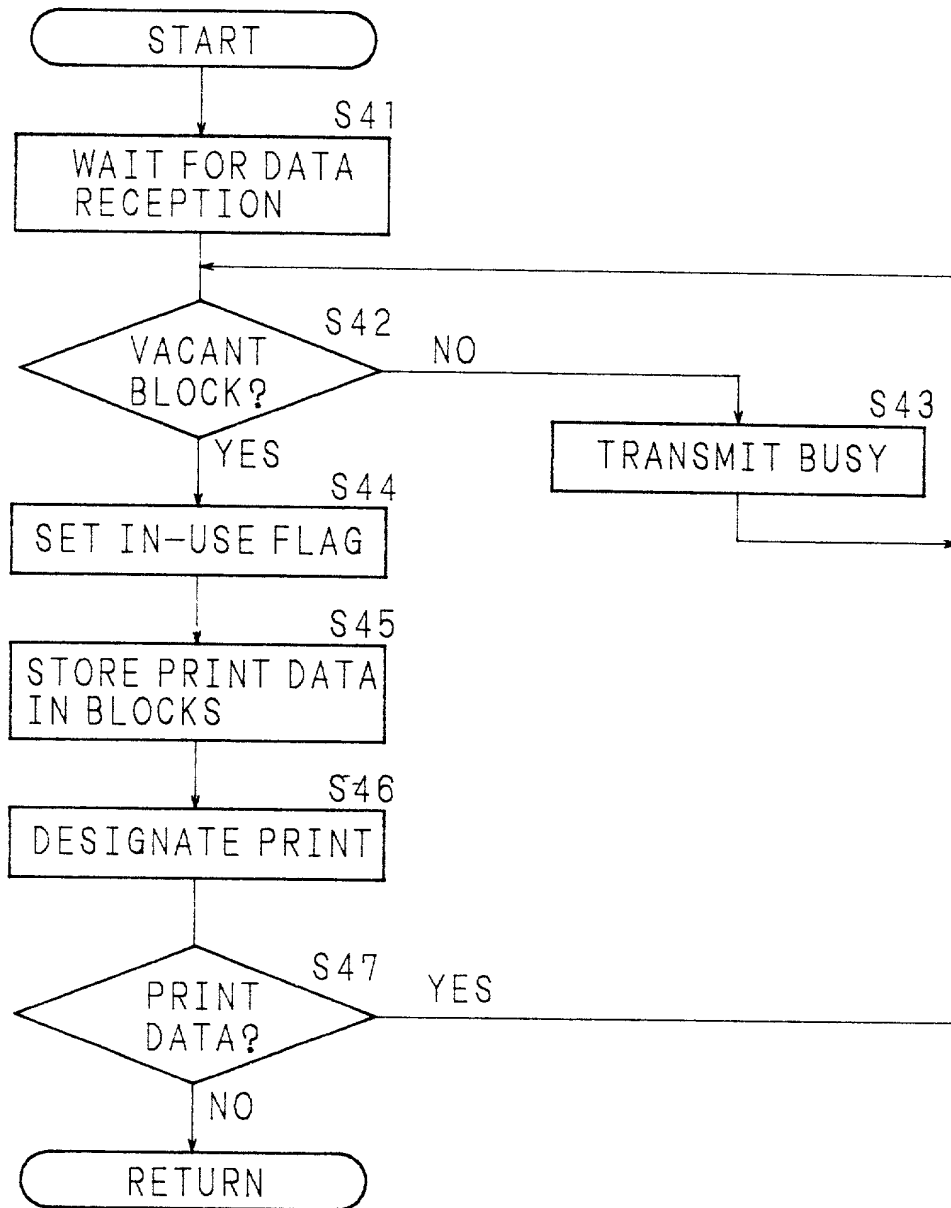 START
S41
WAIT FOR DATA
RECEPTION
S42
VACANT
BLOCK?
NO
YES
S43
TRANSMIT BUSY
S44
SET IN-USE FLAG
S45
STORE PRINT DATA
IN BLOCKS
S46
DESIGNATE PRINT
S47
PRINT
DATA?
YES
NO
RETURN